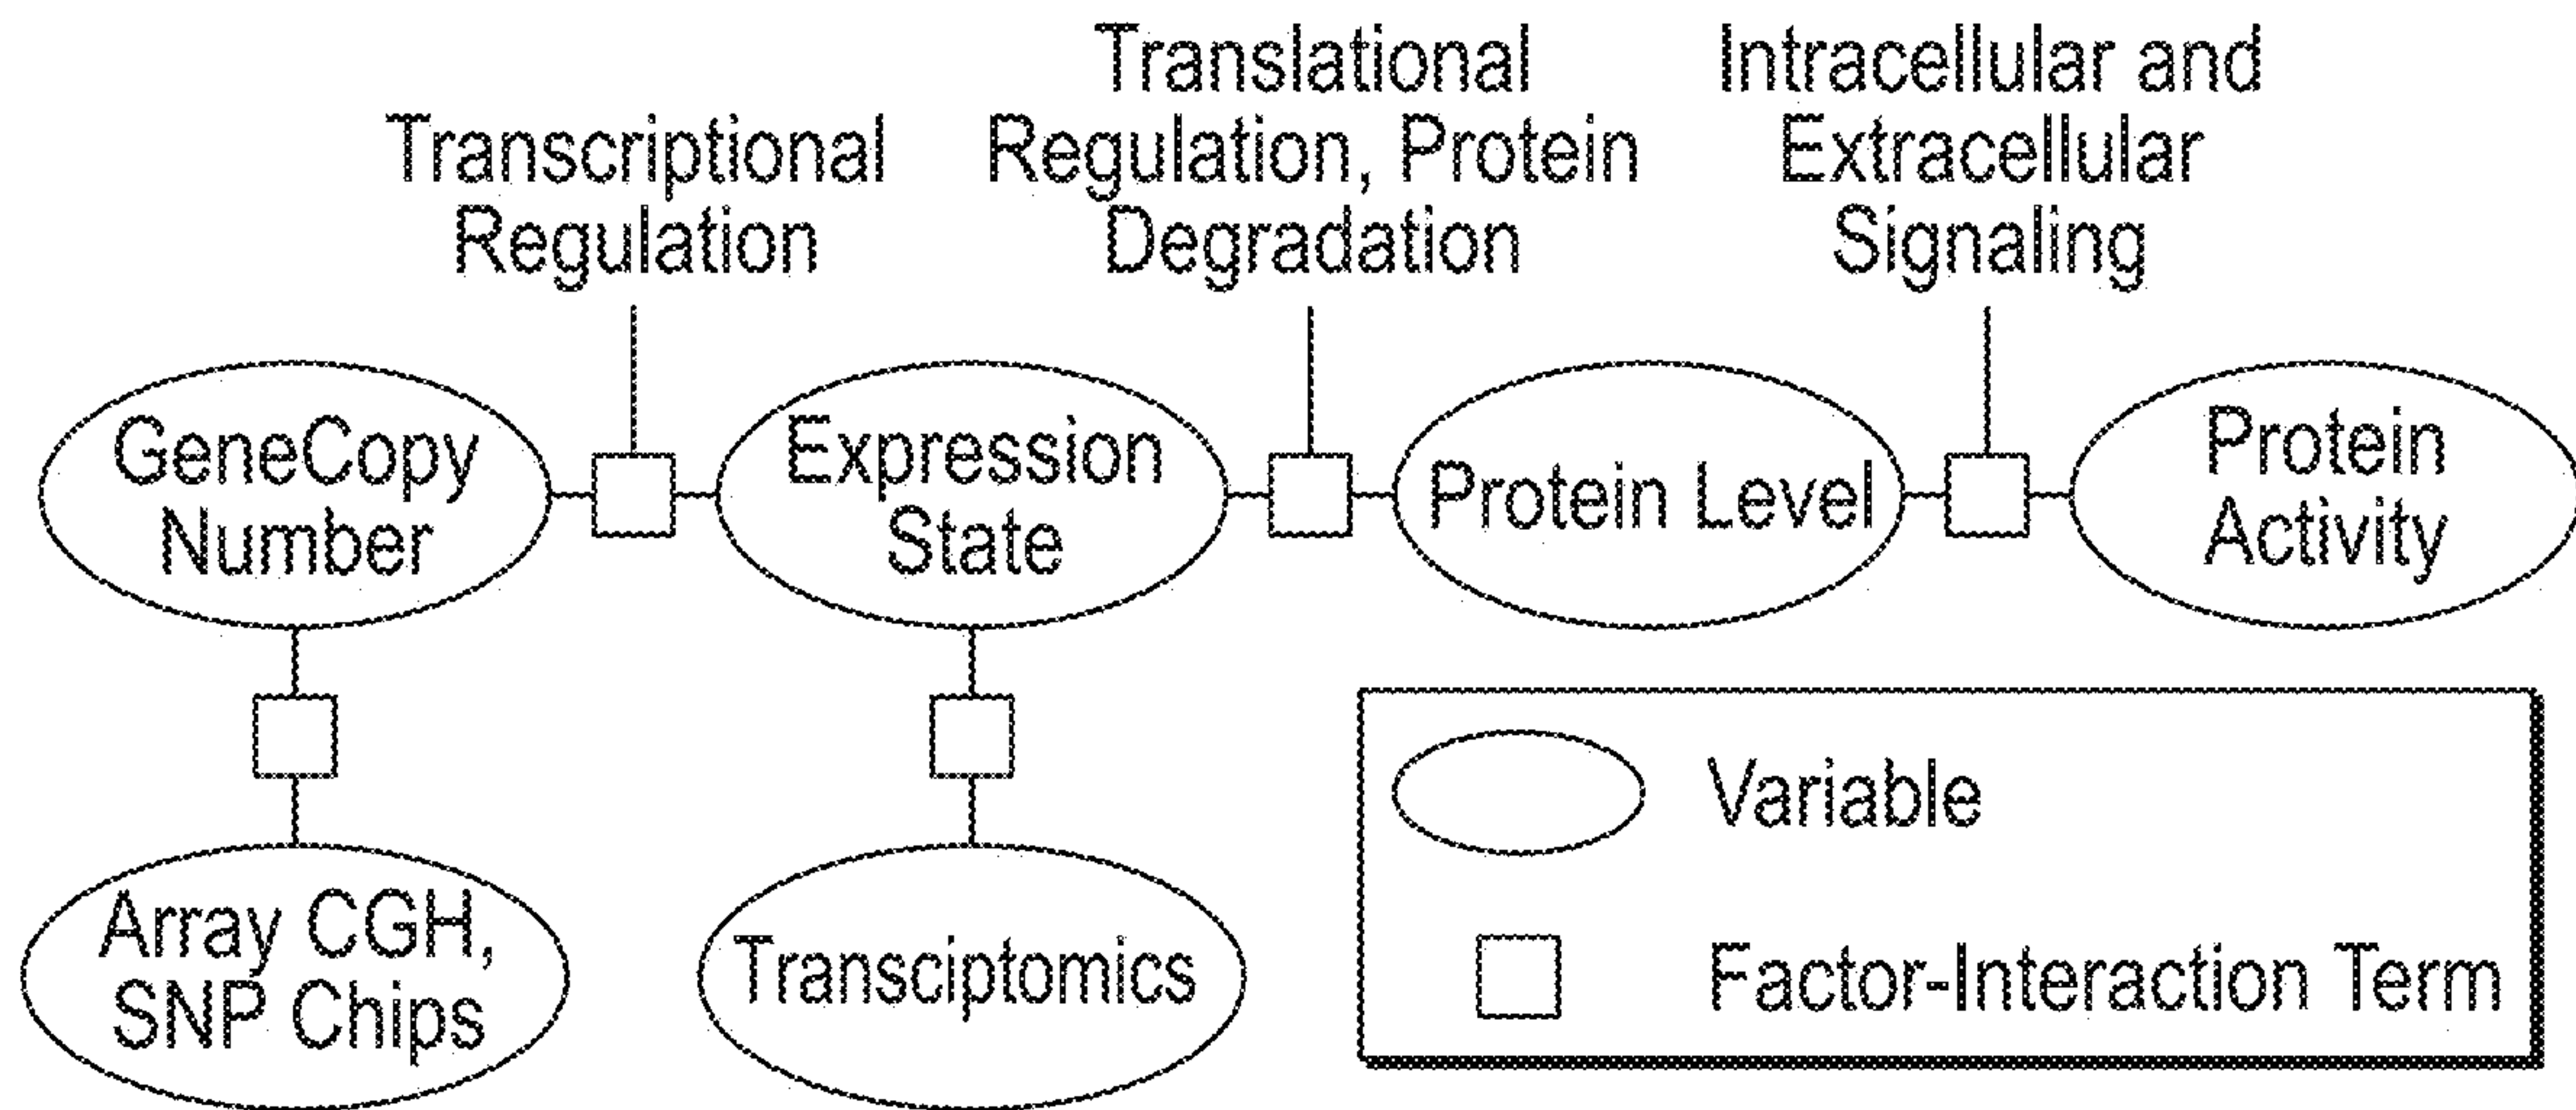 Transcriptional
Regulation
Translational
Regulation, Protein
Degradation
Intracellular and
Extracellular
Signaling
GeneCopy
Number
Expression
State
Protein Level
Protein
Activity
Array CGH,
SNP Chips
Transciptomics
Variable
Factor-Interaction Term